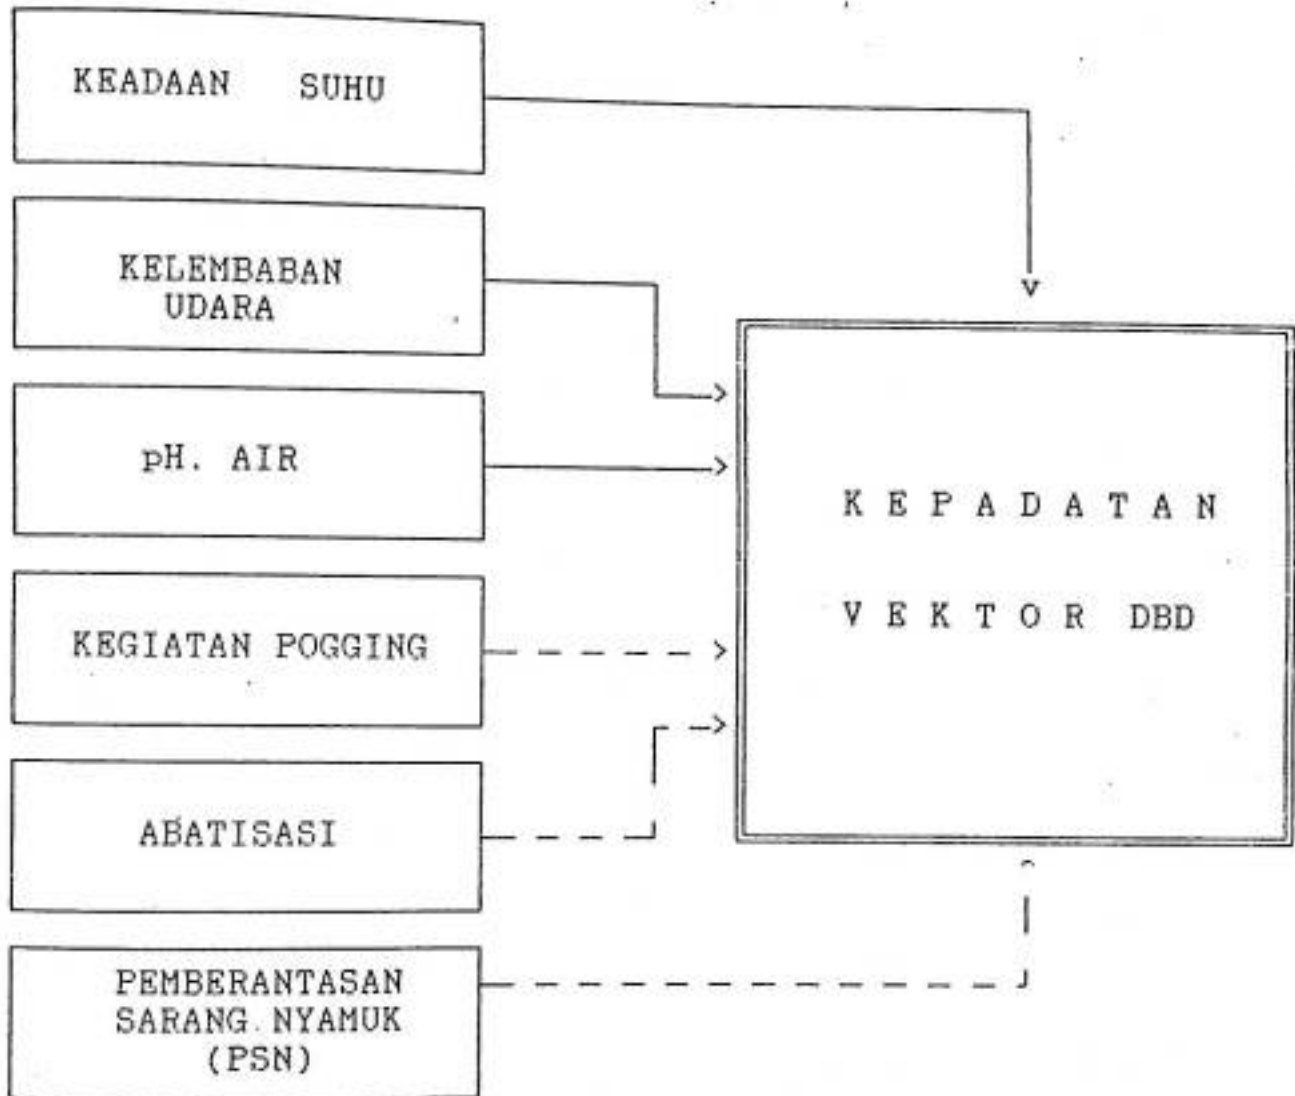 KEADAAN SUHU
KELEMBABAN
UDARA
pH. AIR
KEGIATAN POGGING
ABATISASI
PEMBERANTASAN
SARANG NYAMUK
(PSN)
K E P A D A T A N
V E K T O R DBD